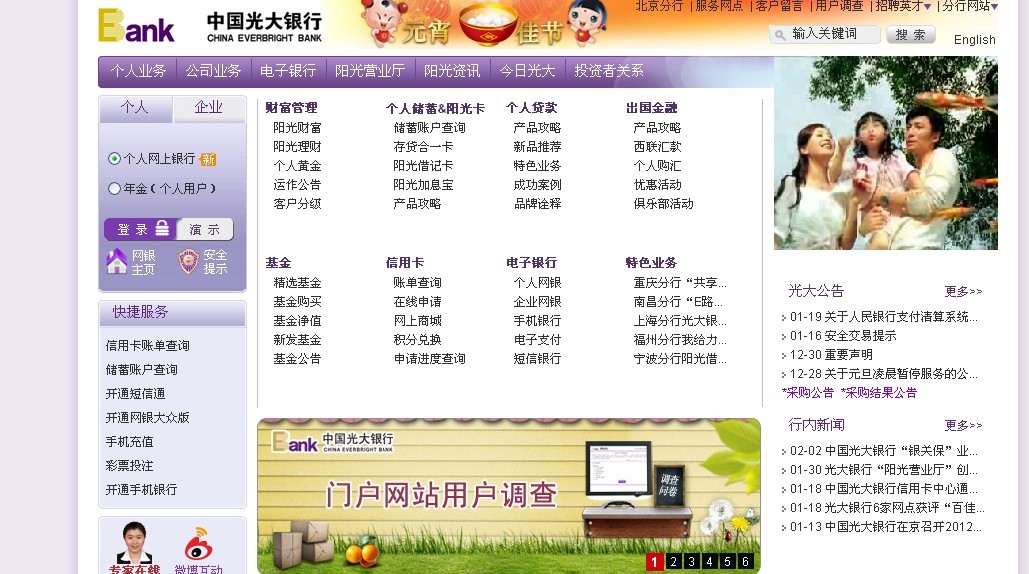 北京分行 | 服务网点 | 客户留言 | 用户调查 | 招聘英才 | 分行网站
Bank 中国光大银行
CHINA EVERBRIGHT BANK
元宵佳节
输入关键词 搜 索 English
个人业务 公司业务 电子银行 阳光营业厅 阳光资讯 今日光大 投资者关系
个人 企业
个人网上银行 新
年金（个人用户）
登 录 演 示
网银主页
安全提示
快捷服务
信用卡账单查询
储蓄账户查询
开通短信通
开通网银大众版
手机充值
彩票投注
开通手机银行
专家在线 微博互动
财富管理
阳光财富
阳光理财
个人黄金
运作公告
客户分级
个人储蓄&阳光卡
储蓄账户查询
存贷合一卡
阳光借记卡
阳光加息宝
产品攻略
个人贷款
产品攻略
新品推荐
特色业务
成功案例
品牌诠释
出国金融
产品攻略
西联汇款
个人购汇
优惠活动
俱乐部活动
基金
精选基金
基金购买
基金净值
新发基金
基金公告
信用卡
账单查询
在线申请
网上商城
积分兑换
申请进度查询
电子银行
个人网银
企业网银
手机银行
电子支付
短信银行
特色业务
重庆分行“共享...
南昌分行“E路...
上海分行光大银...
福州分行我给力...
宁波分行阳光借...
Bank 中国光大银行
CHINA EVERBRIGHT BANK
门户网站用户调查
调查问卷
1 2 3 4 5 6
光大公告 更多>>
01-19 关于人民银行支付清算系统...
01-16 安全交易提示
12-30 重要声明
12-28 关于元旦凌晨暂停服务的公...
*采购公告 *采购结果公告
行内新闻 更多>>
02-02 中国光大银行“银关保”业...
01-30 光大银行“阳光营业厅”创...
01-18 中国光大银行信用卡中心通...
01-18 光大银行6家网点获评“百佳...
01-13 中国光大银行在京召开2012...